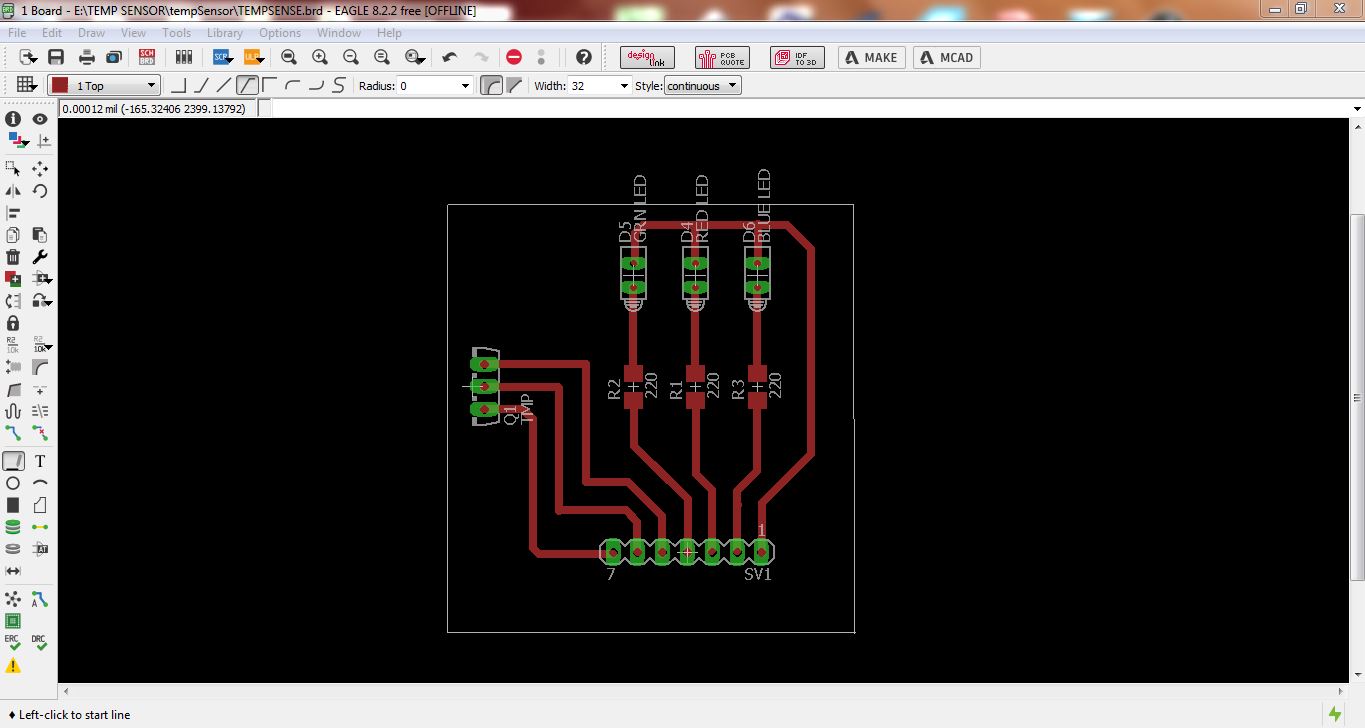 1 Board - E:\TEMP SENSOR\tempSensor\TEMPSENSE.brd - EAGLE 8.2.2 free [OFFLINE]
File Edit Draw View Tools Library Options Window Help
SCH BRD SCR ULP design link PCB QUOTE IDF TO 3D MAKE MCAD
1 Top Radius: 0 Width: 32 Style: continuous
0.00012 mil (-165.32406 2399.13792)
GRN LED
RED LED
BLUE LED
D5
D4
D6
R2
220
R1
220
R3
220
Q1
TMP
1
7
SV1
R2
10k
R2
10k
T
ERC
DRC
Left-click to start line